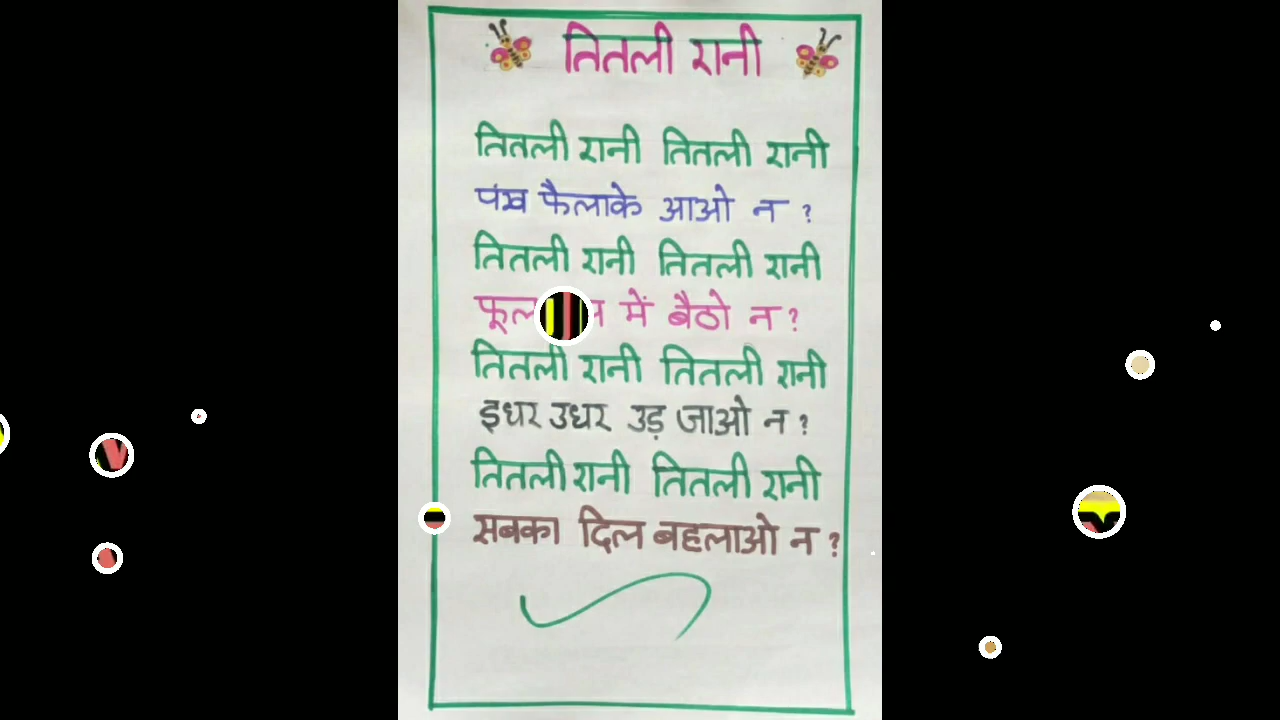 तितली रानी
तितली रानी तितली रानी
पंख फैलाके आओ न ?
तितली रानी तितली रानी
में बैठो न ?
तितली रानी तितली रानी
इधर उधर उड़ जाओ न ?
तितली रानी तितली रानी
सबका दिल बहलाओ न ?